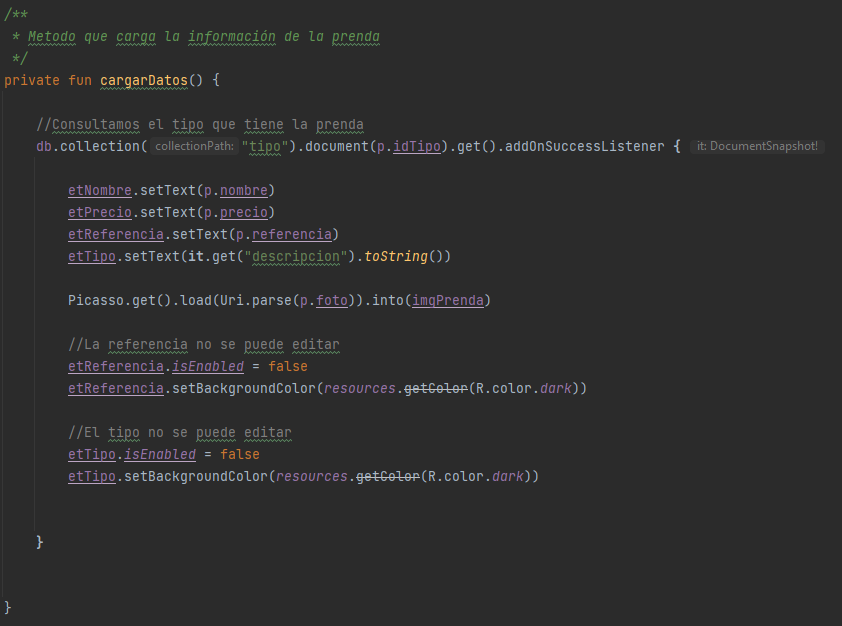 /**
 * Metodo que carga la información de la prenda
 */
private fun cargarDatos() {
//Consultamos el tipo que tiene la prenda
db.collection( collectionPath: "tipo").document(p.idTipo).get().addOnSuccessListener { it: DocumentSnapshot!
etNombre.setText(p.nombre)
etPrecio.setText(p.precio)
etReferencia.setText(p.referencia)
etTipo.setText(it.get("descripcion").toString())
Picasso.get().load(Uri.parse(p.foto)).into(imgPrenda)
//La referencia no se puede editar
etReferencia.isEnabled = false
etReferencia.setBackgroundColor(resources.getColor(R.color.dark))
//El tipo no se puede editar
etTipo.isEnabled = false
etTipo.setBackgroundColor(resources.getColor(R.color.dark))
}
}